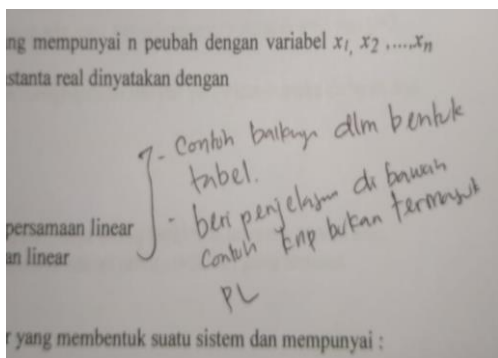 ng mempunyai n peubah dengan variabel x1, x2 .....xn
stanta real dinyatakan dengan
- Contoh baiknya dlm bentuk
tabel.
- beri penjelasan di bawah
contoh knp bukan termasuk
PL
persamaan linear
an linear
r yang membentuk suatu sistem dan mempunyai :